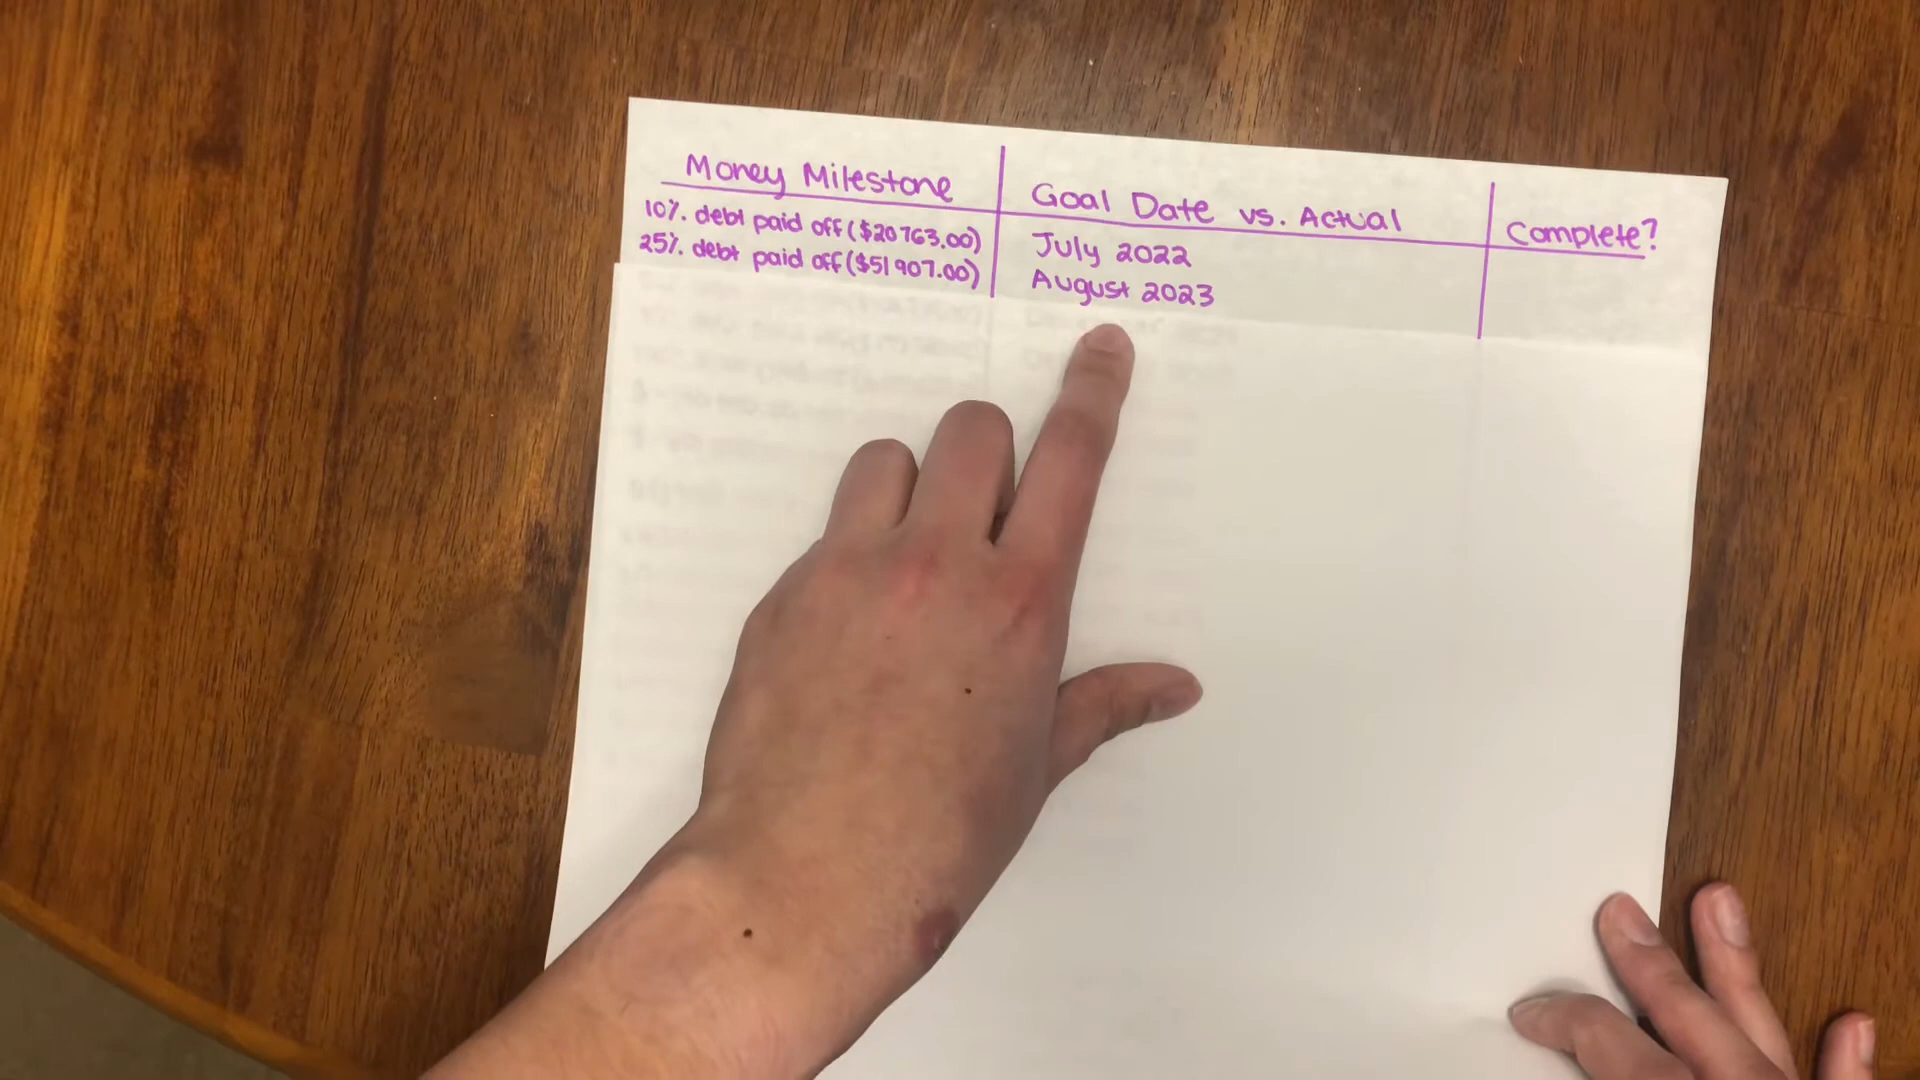 Money Milestone Goal Date vs. Actual Complete?
10% debt paid off ($20763.00) July 2022
25% debt paid off ($51907.00) August 2023